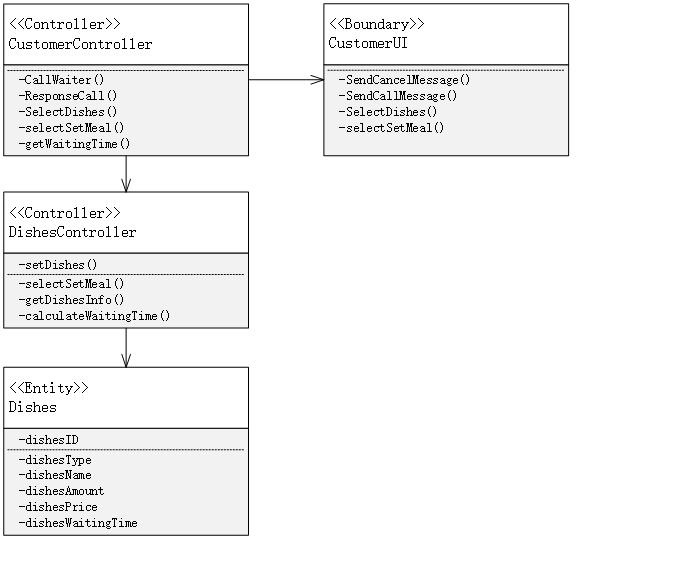 <<Controller>>
CustomerController
-CallWaiter()
-ResponseCall()
-SelectDishes()
-selectSetMeal()
-getWaitingTime()
<<Boundary>>
CustomerUI
-SendCancelMessage()
-SendCallMessage()
-SelectDishes()
-selectSetMeal()
<<Controller>>
DishesController
-setDishes()
-selectSetMeal()
-getDishesInfo()
-calculateWaitingTime()
<<Entity>>
Dishes
-dishesID
-dishesType
-dishesName
-dishesAmount
-dishesPrice
-dishesWaitingTime